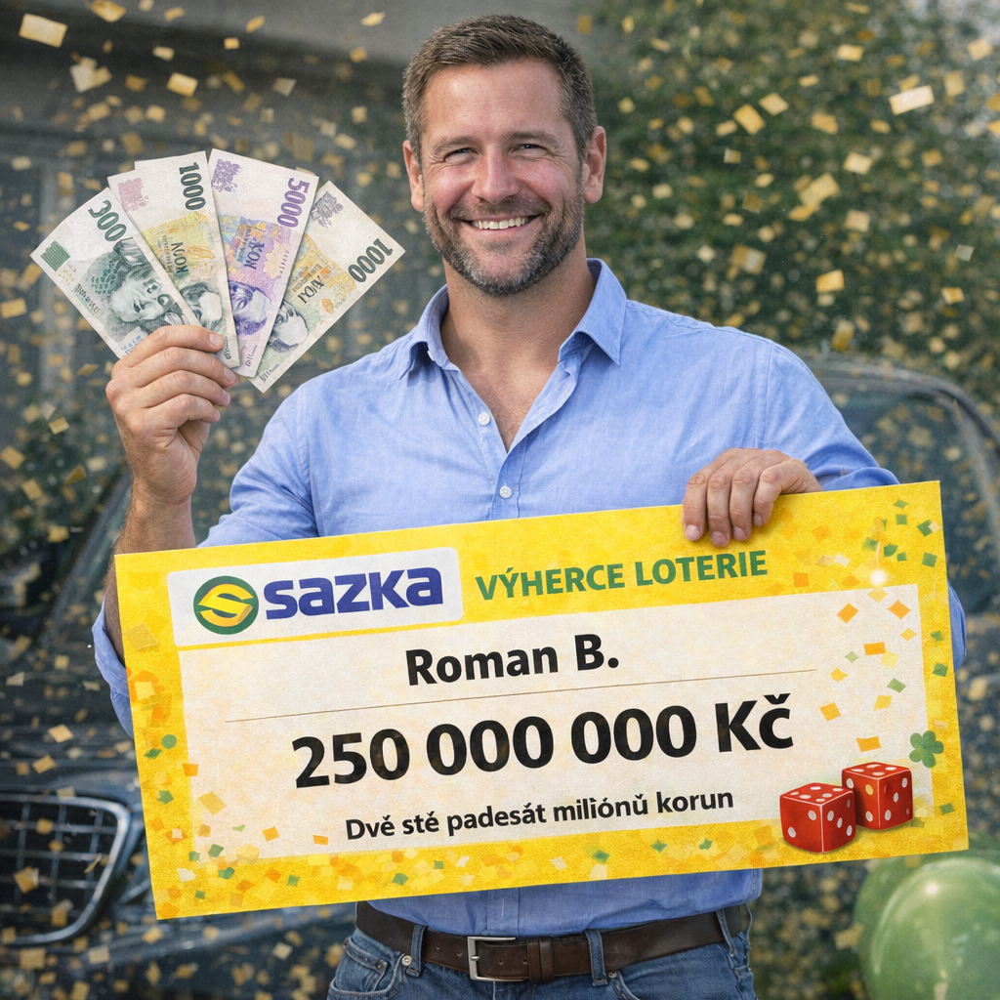 1000
5000
1000
sazka
VÝHERCE LOTERIE
Roman B.
250 000 000 Kč
Dvě stě padesát miliónů korun